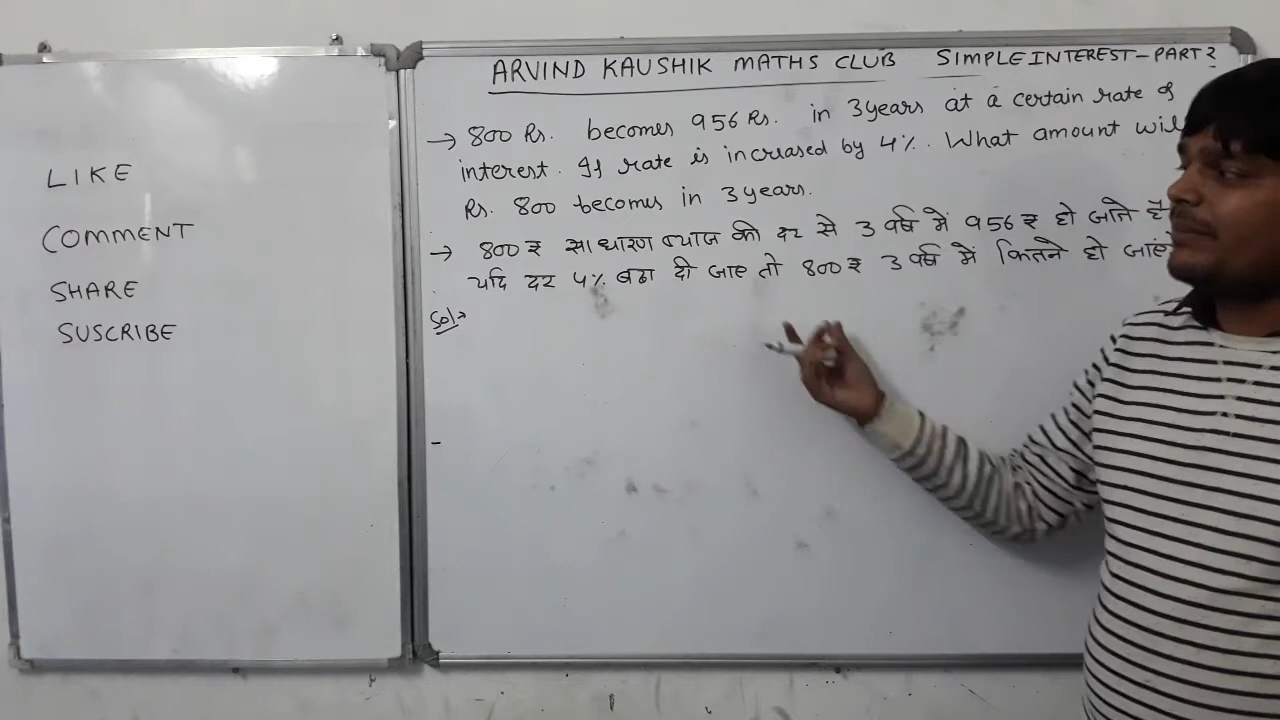 LIKE
COMMENT
SHARE
SUSCRIBE
ARVIND KAUSHIK MATHS CLUB SIMPLE INTEREST - PART 2
→ 800 Rs. becomes 956 Rs. in 3 years at a certain rate of
interest. If rate is increased by 4%. What amount will
Rs. 800 becomes in 3 years.
→ 800 ₹ साधारण ब्याज की दर से 3 वर्ष में 956 ₹ हो जाते है
यदि दर 4% बढा दी जाए तो 800 ₹ 3 वर्ष में कितने हो जाएंगे
Sol→